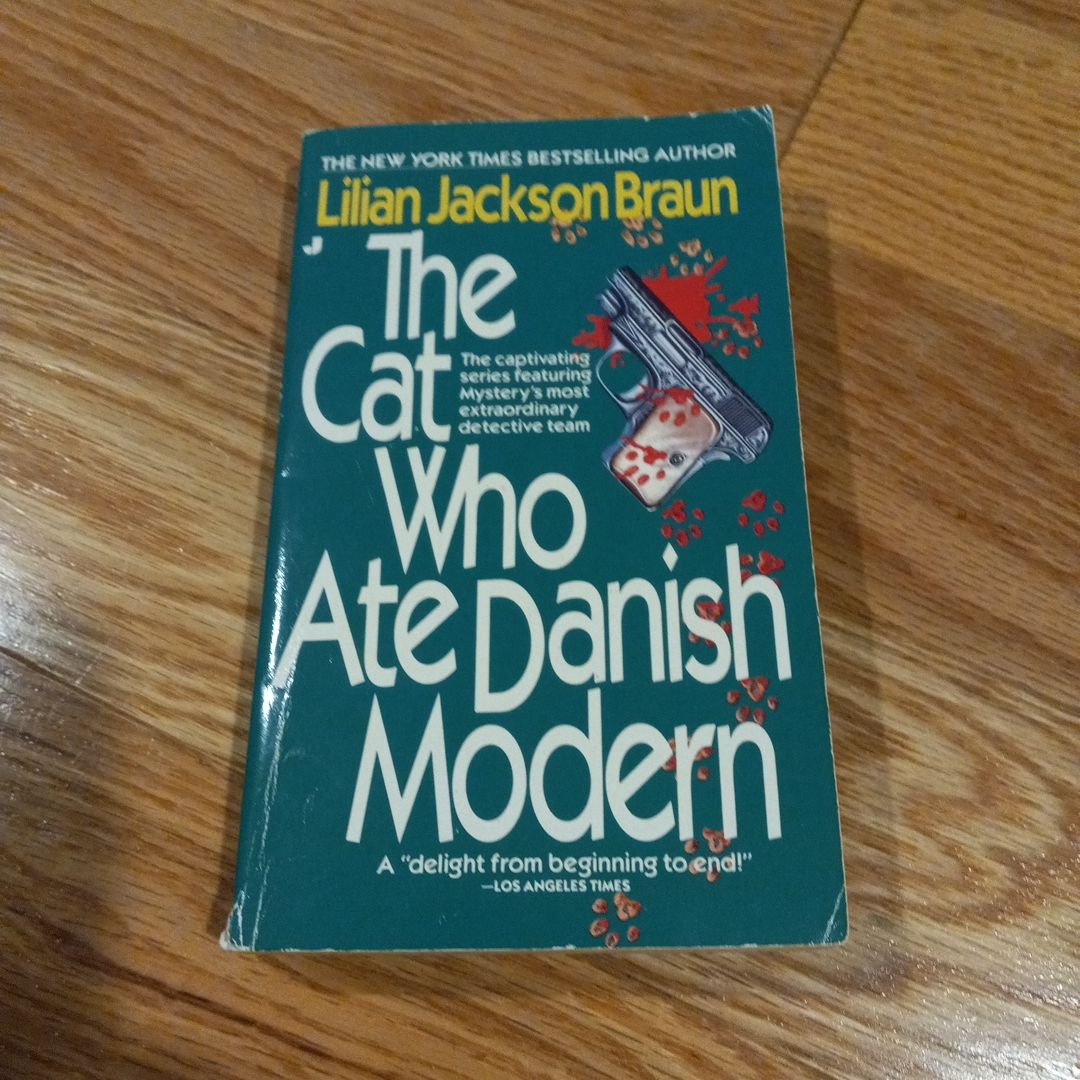 THE NEW YORK TIMES BESTSELLING AUTHOR
Lilian Jackson Braun
J
The
Cat
The captivating
series featuring
Mystery's most
extraordinary
detective team
Who
Ate Danish
Modern
A "delight from beginning to end!"
—LOS ANGELES TIMES